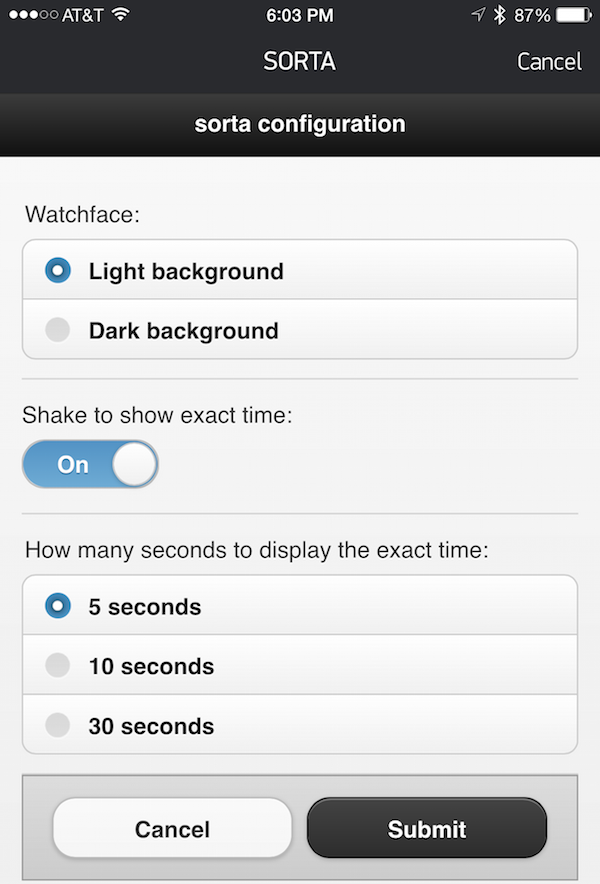 AT&T 6:03 PM 87%
SORTA Cancel
sorta configuration
Watchface:
Light background
Dark background
Shake to show exact time:
On
How many seconds to display the exact time:
5 seconds
10 seconds
30 seconds
Cancel Submit